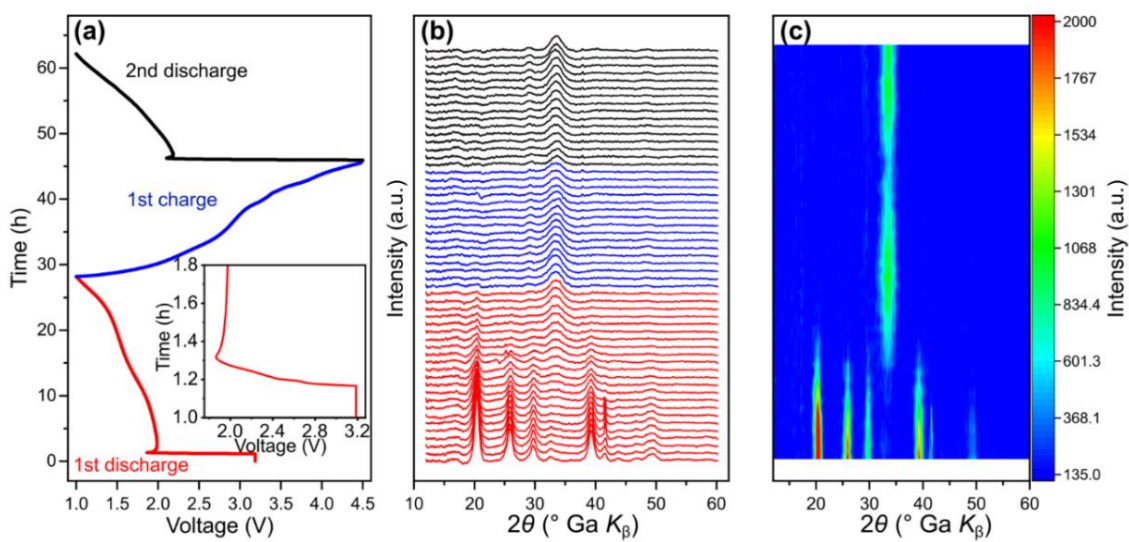 (a)
2nd discharge
1st charge
1st discharge
Time (h)
60
50
40
30
20
10
0
1.0 1.5 2.0 2.5 3.0 3.5 4.0 4.5
Voltage (V)
Time (h)
1.8
1.6
1.4
1.2
1.0
2.0 2.4 2.8 3.2
Voltage (V)
(b)
Intensity (a.u.)
10 20 30 40 50 60
2θ (° Ga Kβ)
(c)
20 30 40 50 60
2θ (° Ga Kβ)
2000
1767
1534
1301
1068
834.4
601.3
368.1
135.0
Intensity (a.u.)